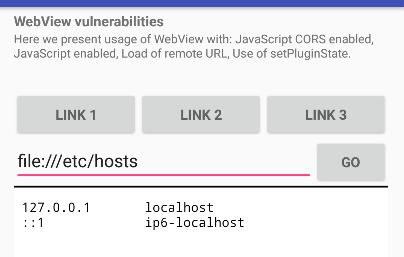 WebView vulnerabilities
Here we present usage of WebView with: JavaScript CORS enabled,
JavaScript enabled, Load of remote URL, Use of setPluginState.
LINK 1 LINK 2 LINK 3
file:///etc/hosts GO
127.0.0.1 localhost
::1 ip6-localhost